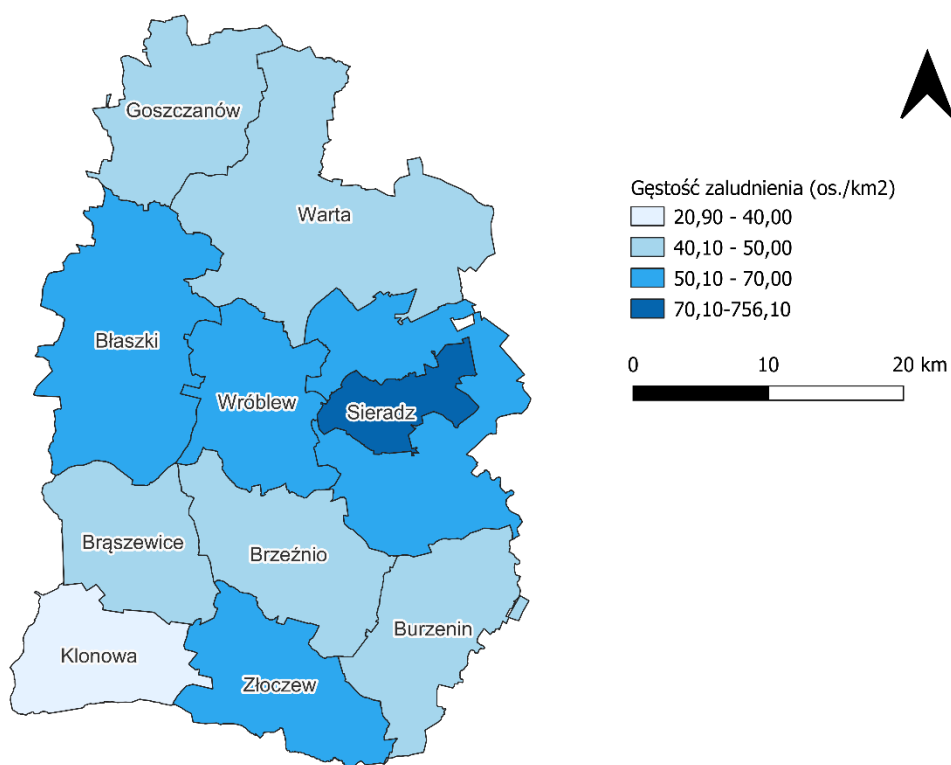 Goszczanów
Warta
Błaszki
Wróblew
Sieradz
Brąszewice
Brzeźnio
Burzenin
Klonowa
Złoczew
Gęstość zaludnienia (os./km2)
20,90 - 40,00
40,10 - 50,00
50,10 - 70,00
70,10-756,10
0 10 20 km